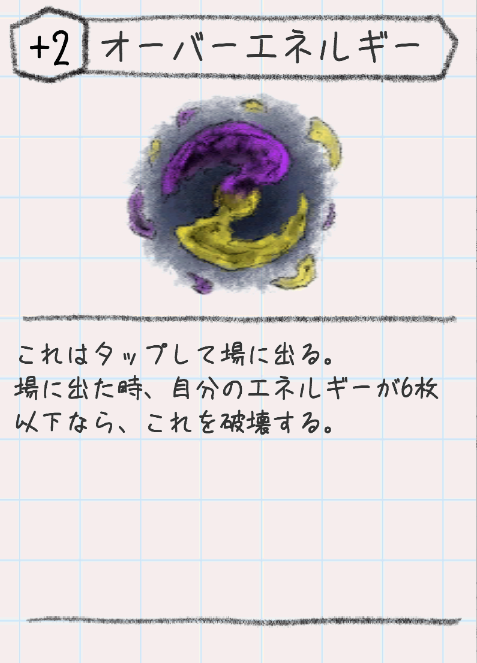 +2
オーバーエネルギー
これはタップして場に出る。
場に出た時、自分のエネルギーが6枚
以下なら、これを破壊する。